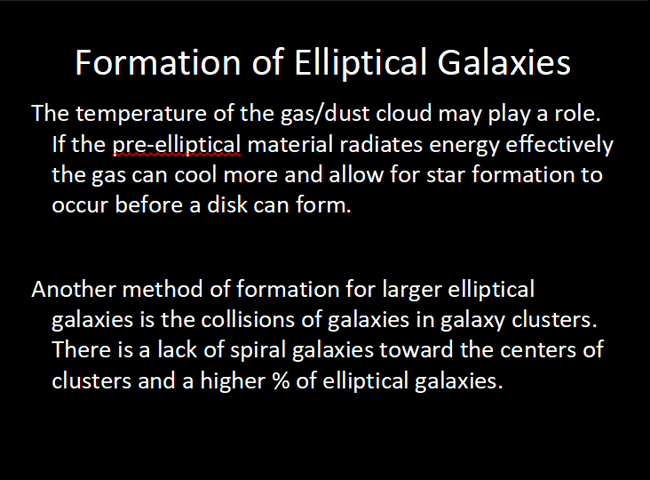 Formation of Elliptical Galaxies
The temperature of the gas/dust cloud may play a role.
If the pre-elliptical material radiates energy effectively
the gas can cool more and allow for star formation to
occur before a disk can form.
Another method of formation for larger elliptical
galaxies is the collisions of galaxies in galaxy clusters.
There is a lack of spiral galaxies toward the centers of
clusters and a higher % of elliptical galaxies.